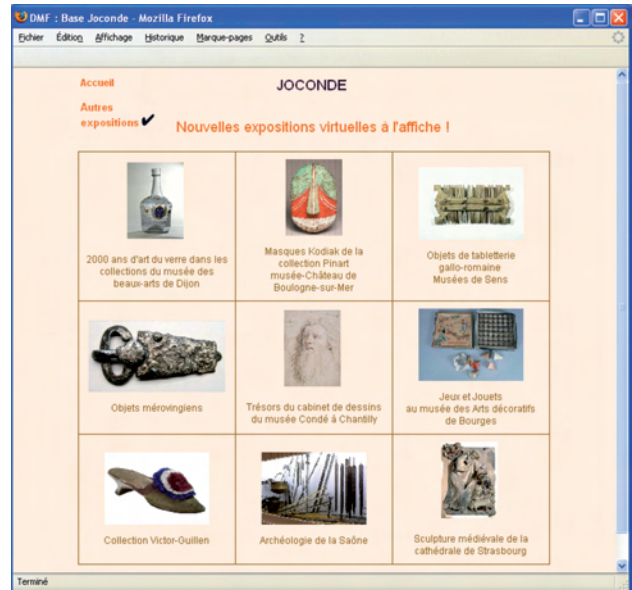 DMF : Base Joconde - Mozilla Firefox
Fichier Édition Affichage Historique Marque-pages Outils ?
Accueil
JOCONDE
Autres
expositions
Nouvelles expositions virtuelles à l'affiche !
2000 ans d'art du verre dans les
collections du musée des
beaux-arts de Dijon
Masques Kodiak de la
collection Pinart
musée-Château de
Boulogne-sur-Mer
Objets de tabletterie
gallo-romaine
Musées de Sens
Objets mérovingiens
Trésors du cabinet de dessins
du musée Condé à Chantilly
Jeux et Jouets
au musée des Arts décoratifs
de Bourges
Collection Victor-Guillen
Archéologie de la Saône
Sculpture médiévale de la
cathédrale de Strasbourg
Terminé